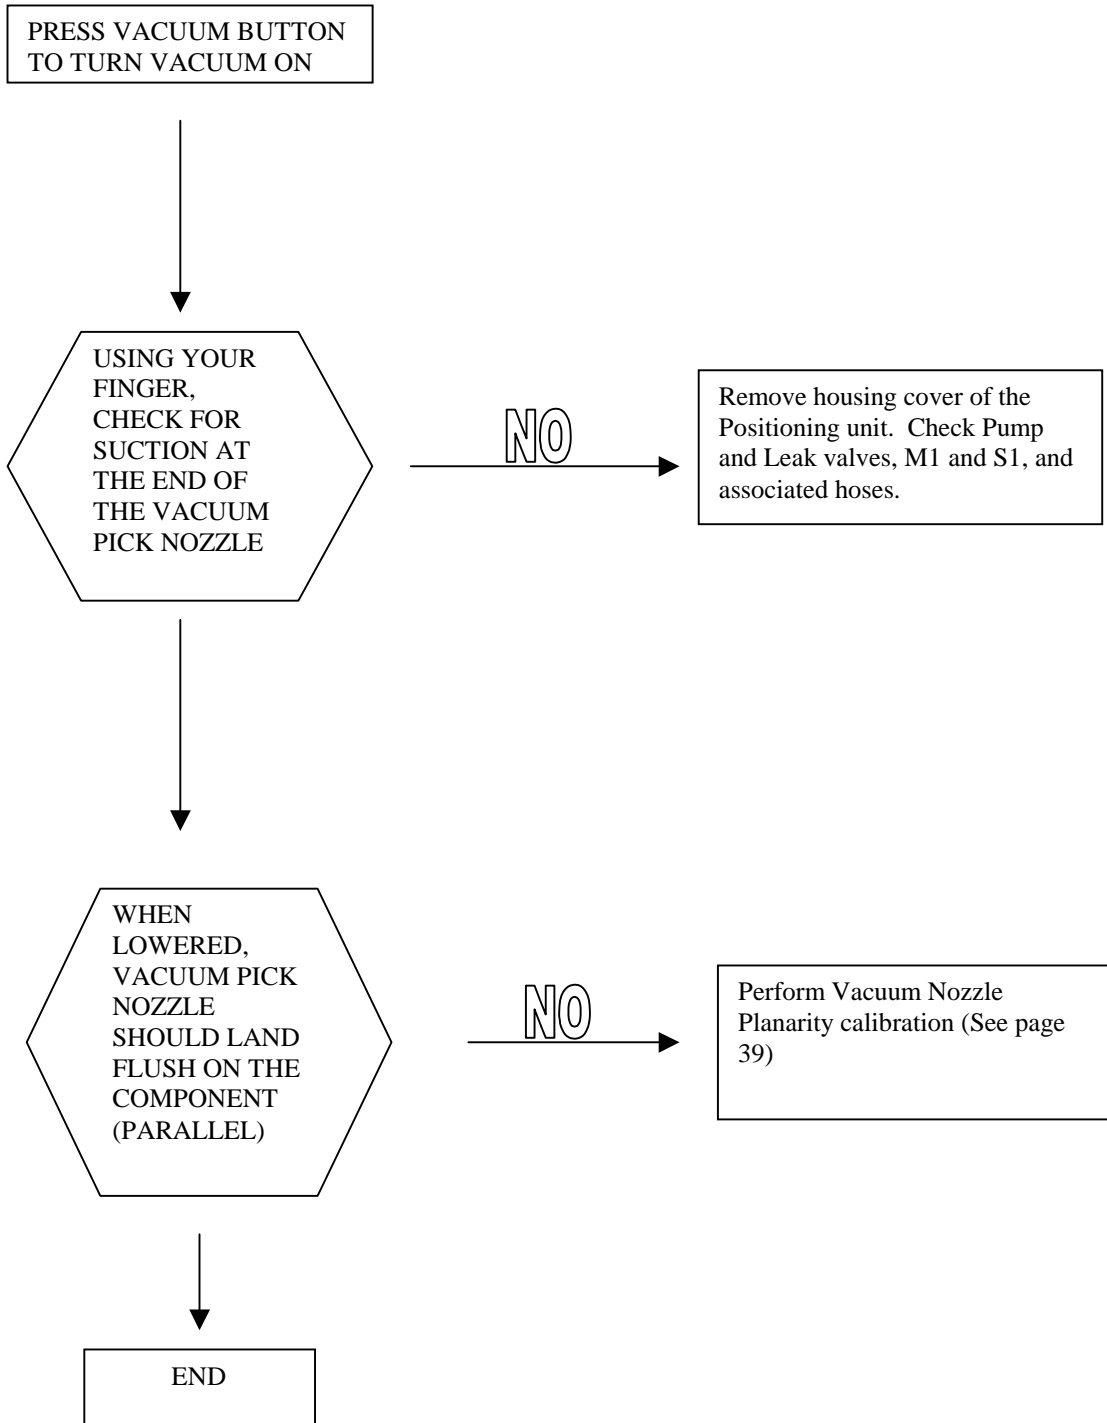 PRESS VACUUM BUTTON
TO TURN VACUUM ON
USING YOUR
FINGER,
CHECK FOR
SUCTION AT
THE END OF
THE VACUUM
PICK NOZZLE
NO
Remove housing cover of the
Positioning unit.  Check Pump
and Leak valves, M1 and S1, and
associated hoses.
WHEN
LOWERED,
VACUUM PICK
NOZZLE
SHOULD LAND
FLUSH ON THE
COMPONENT
(PARALLEL)
NO
Perform Vacuum Nozzle
Planarity calibration (See page
39)
END